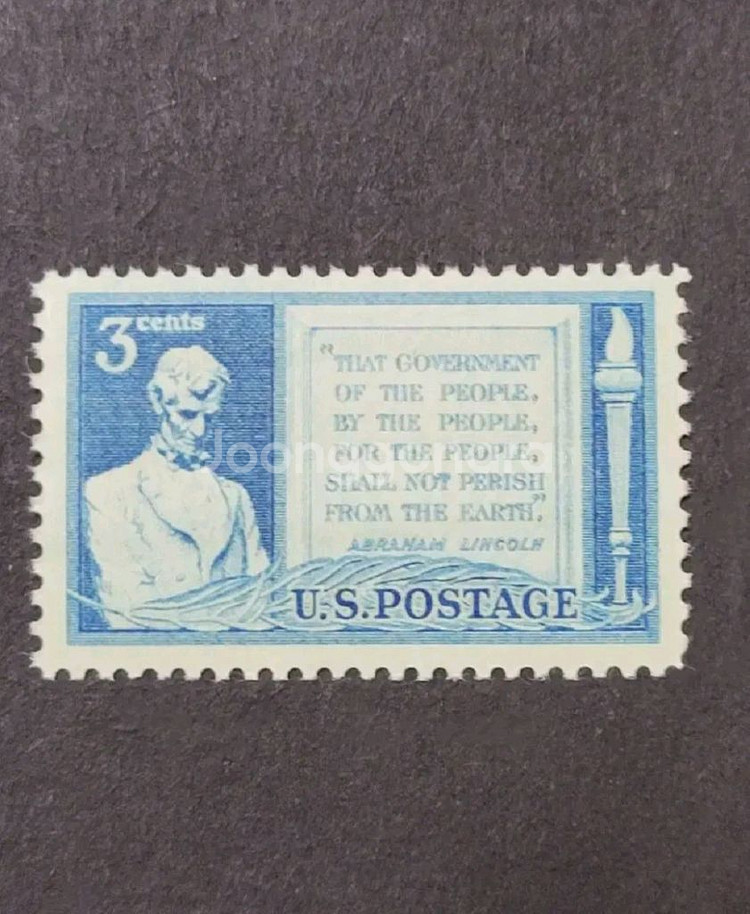 3 cents
"THAT GOVERNMENT
OF THE PEOPLE,
BY THE PEOPLE,
FOR THE PEOPLE,
SHALL NOT PERISH
FROM THE EARTH."
ABRAHAM LINCOLN
U.S.POSTAGE
Joonggonara